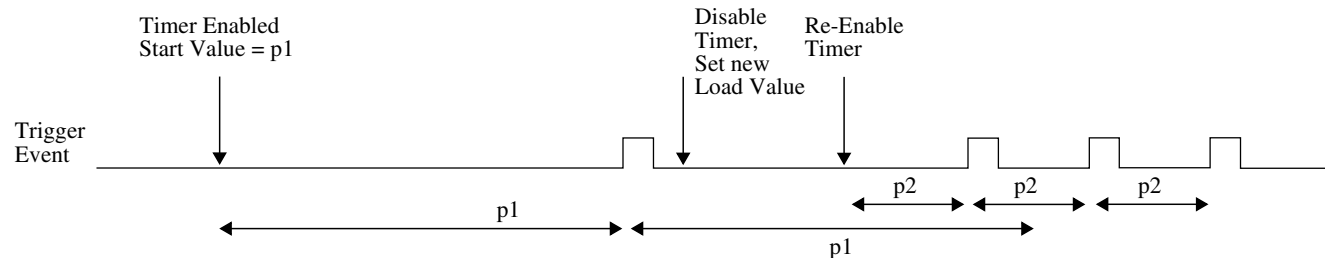 Timer Enabled
Start Value = p1
Disable
Timer,
Set new
Load Value
Re-Enable
Timer
Trigger
Event
p2
p2
p2
p1
p1